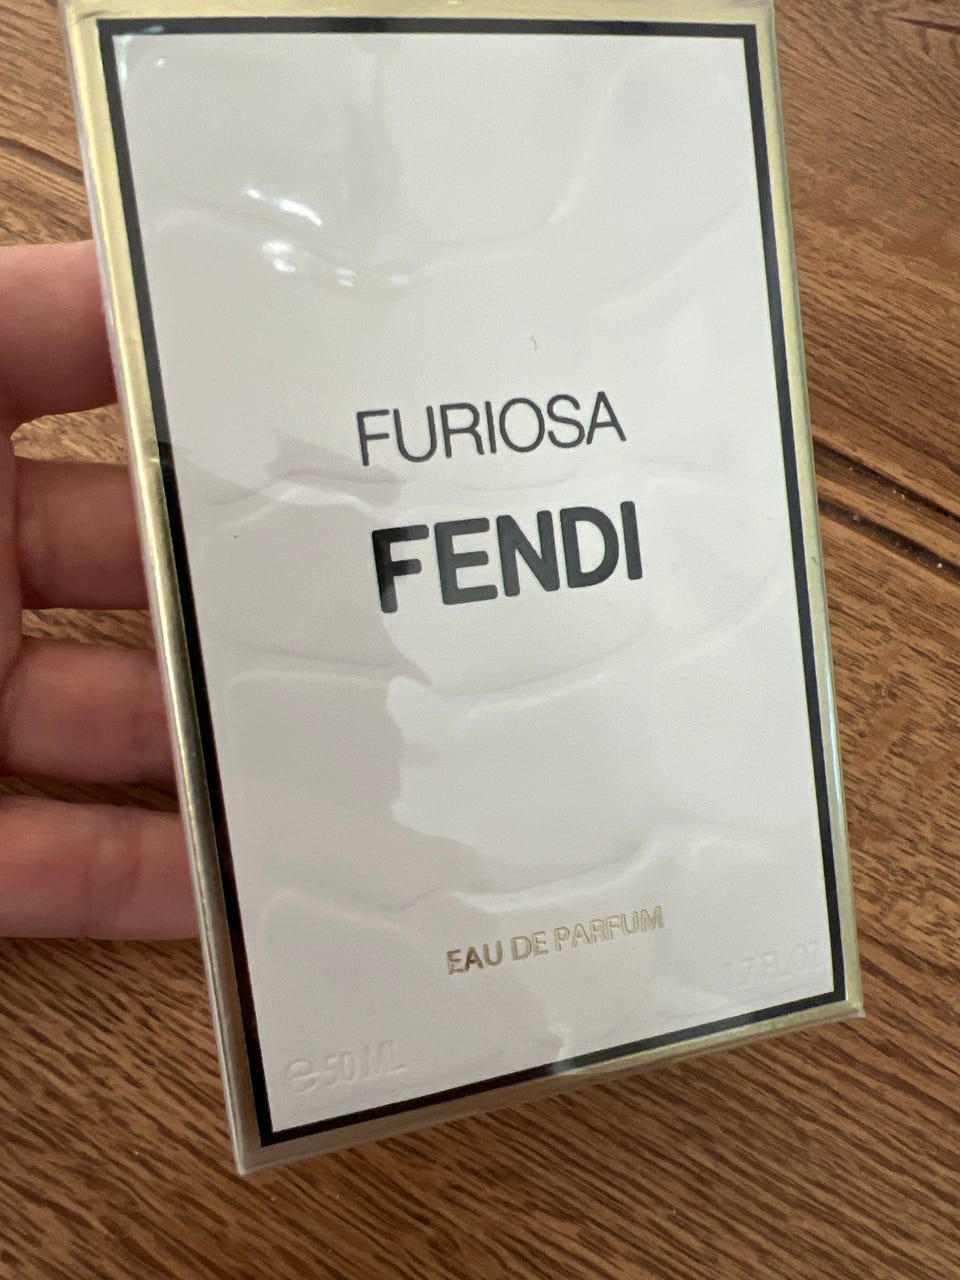 FURIOSA
FENDI
EAU DE PARFUM
1.7 FL.OZ
℮ 50 ML